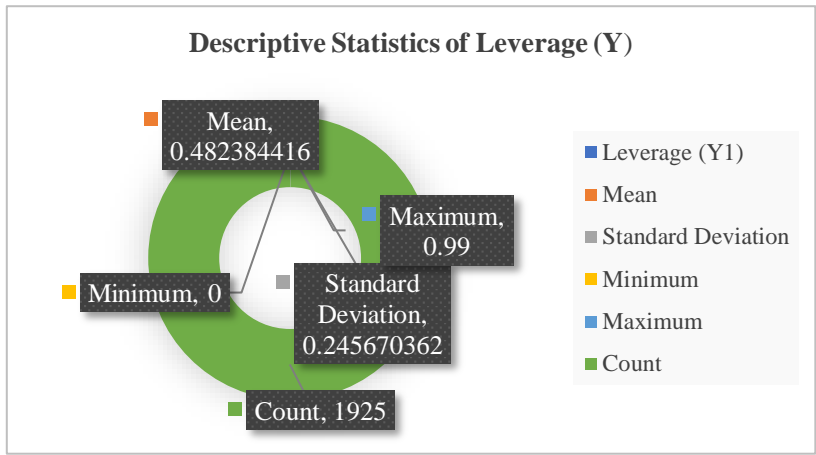 Descriptive Statistics of Leverage (Y)
Mean,
0.482384416
Maximum,
0.99
Standard
Deviation,
0.245670362
Minimum, 0
Count, 1925
Leverage (Y1)
Mean
Standard Deviation
Minimum
Maximum
Count